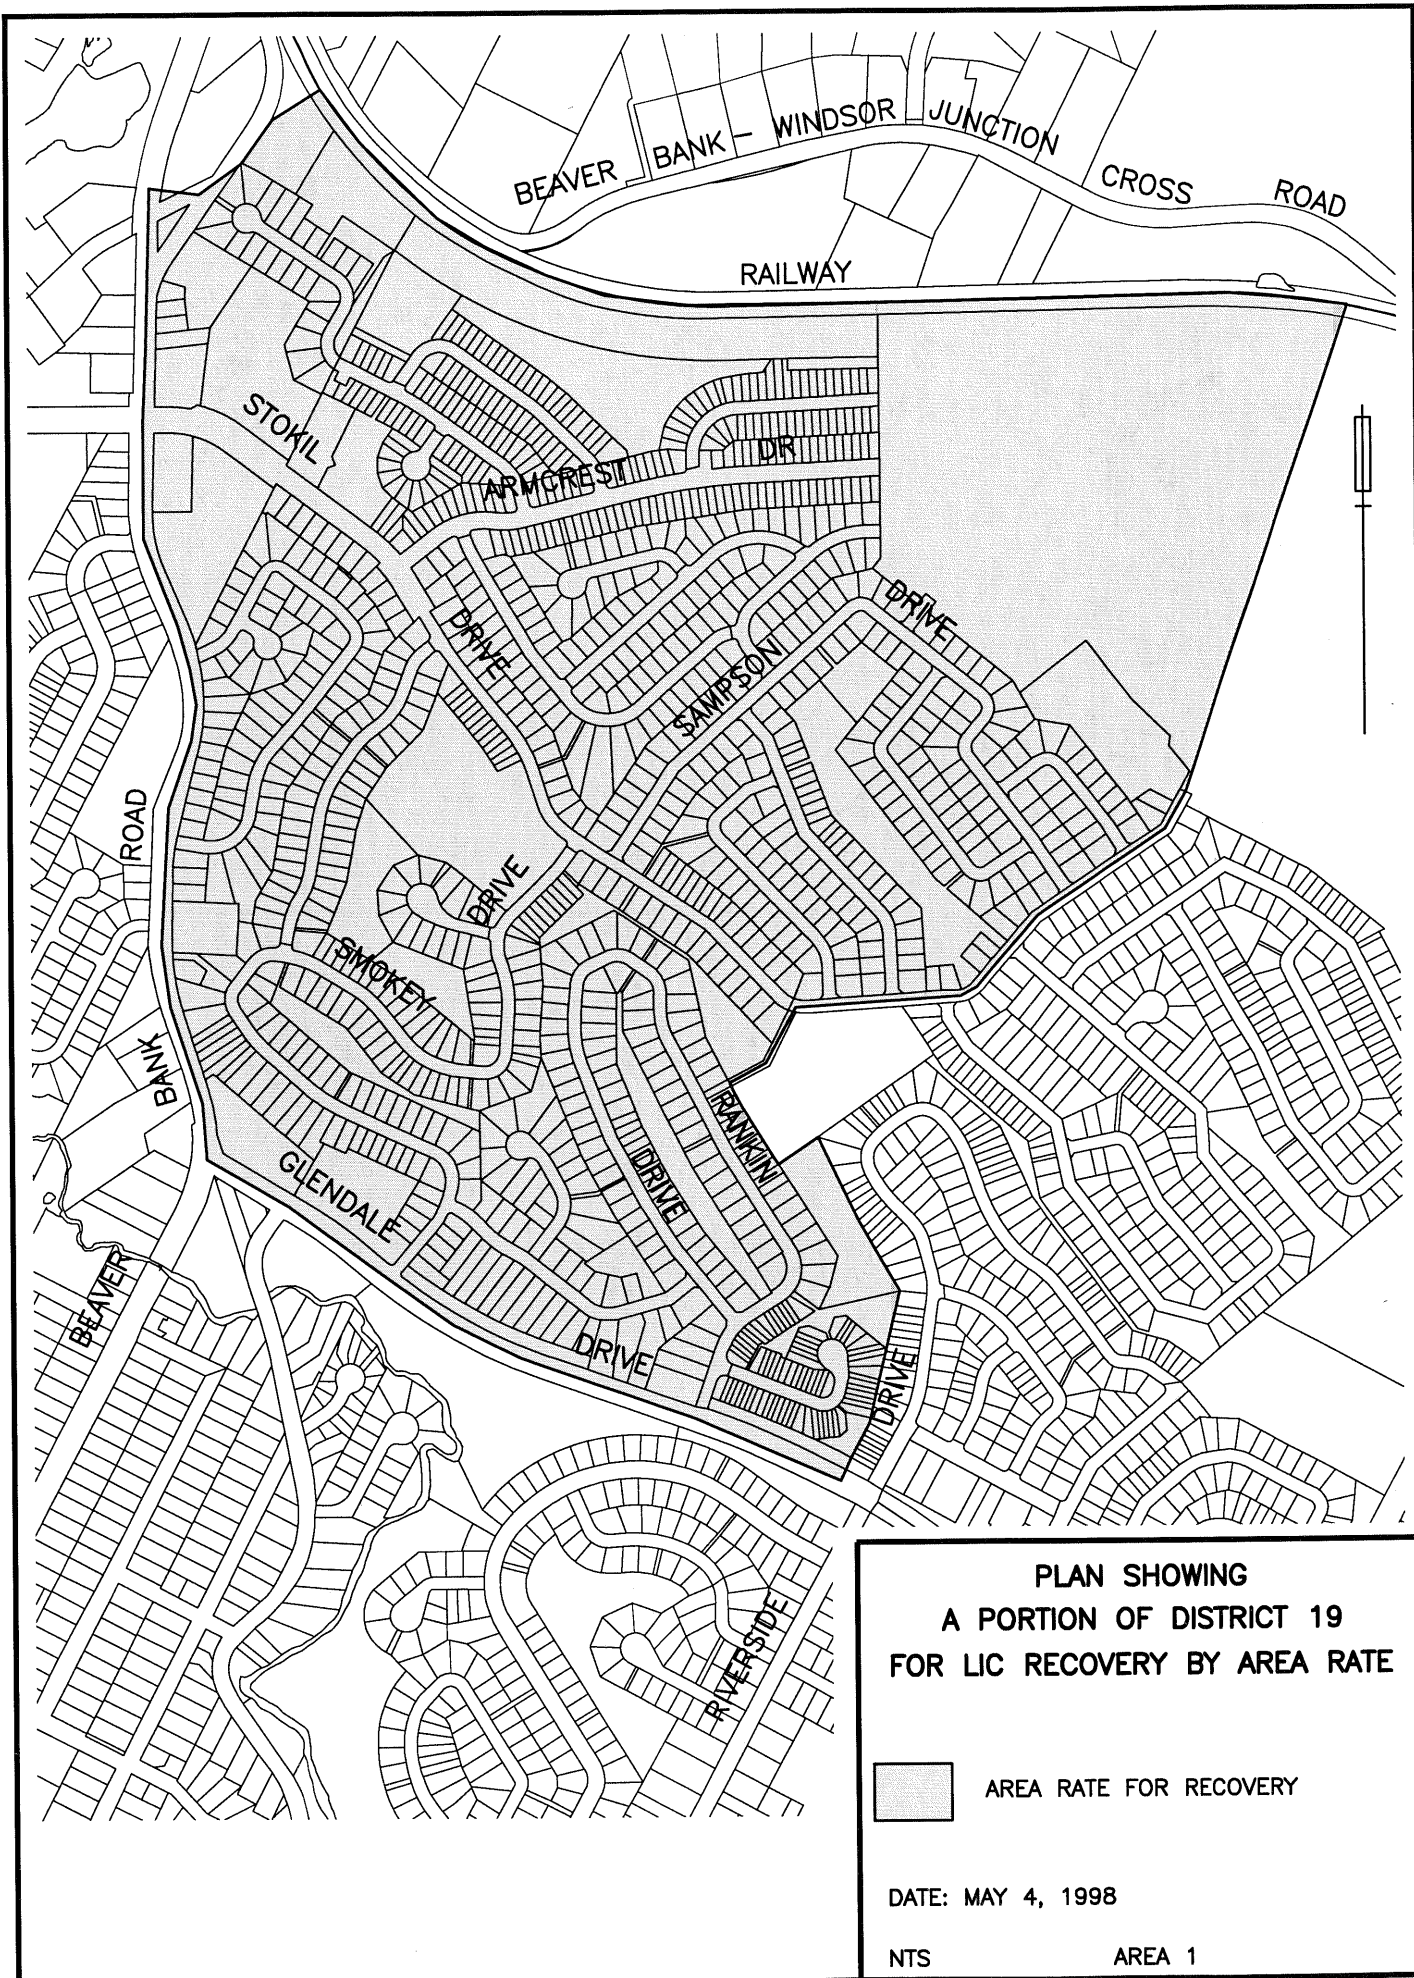 BEAVER BANK – WINDSOR JUNCTION CROSS ROAD
RAILWAY
STOKIL
DRIVE
ARMCREST DR
SAMPSON
DRIVE
ROAD
BANK
BEAVER
SMOKEY
DRIVE
RANKIN
DRIVE
GLENDALE
DRIVE
DRIVE
RIVERSIDE
PLAN SHOWING
A PORTION OF DISTRICT 19
FOR LIC RECOVERY BY AREA RATE
AREA RATE FOR RECOVERY
DATE: MAY 4, 1998
NTS AREA 1